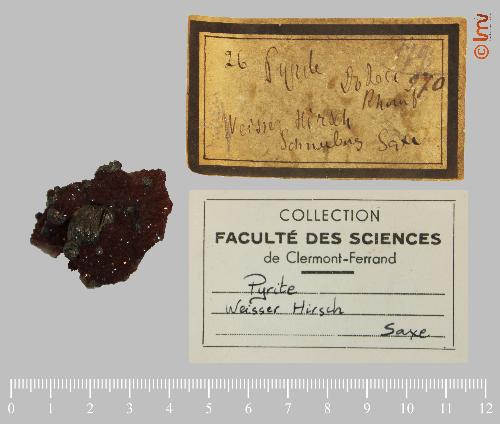 26 Pyrite
270
Weisser Hirsch
Schneeberg Saxe
COLLECTION
FACULTÉ DES SCIENCES
de Clermont-Ferrand
Pyrite
Weisser Hirsch
Saxe
© lmv
0 1 2 3 4 5 6 7 8 9 10 11 12